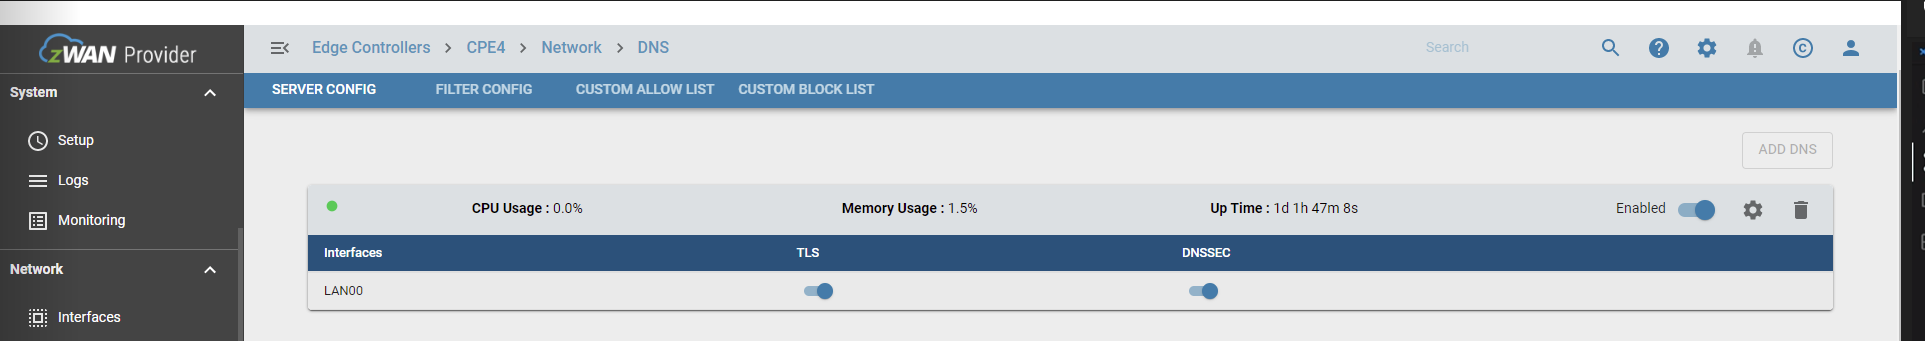 zWAN Provider
Edge Controllers > CPE4 > Network > DNS
Search
System
SERVER CONFIG FILTER CONFIG CUSTOM ALLOW LIST CUSTOM BLOCK LIST
Setup
ADD DNS
Logs
CPU Usage : 0.0% Memory Usage : 1.5% Up Time : 1d 1h 47m 8s Enabled
Monitoring
Interfaces TLS DNSSEC
Network
LAN00
Interfaces